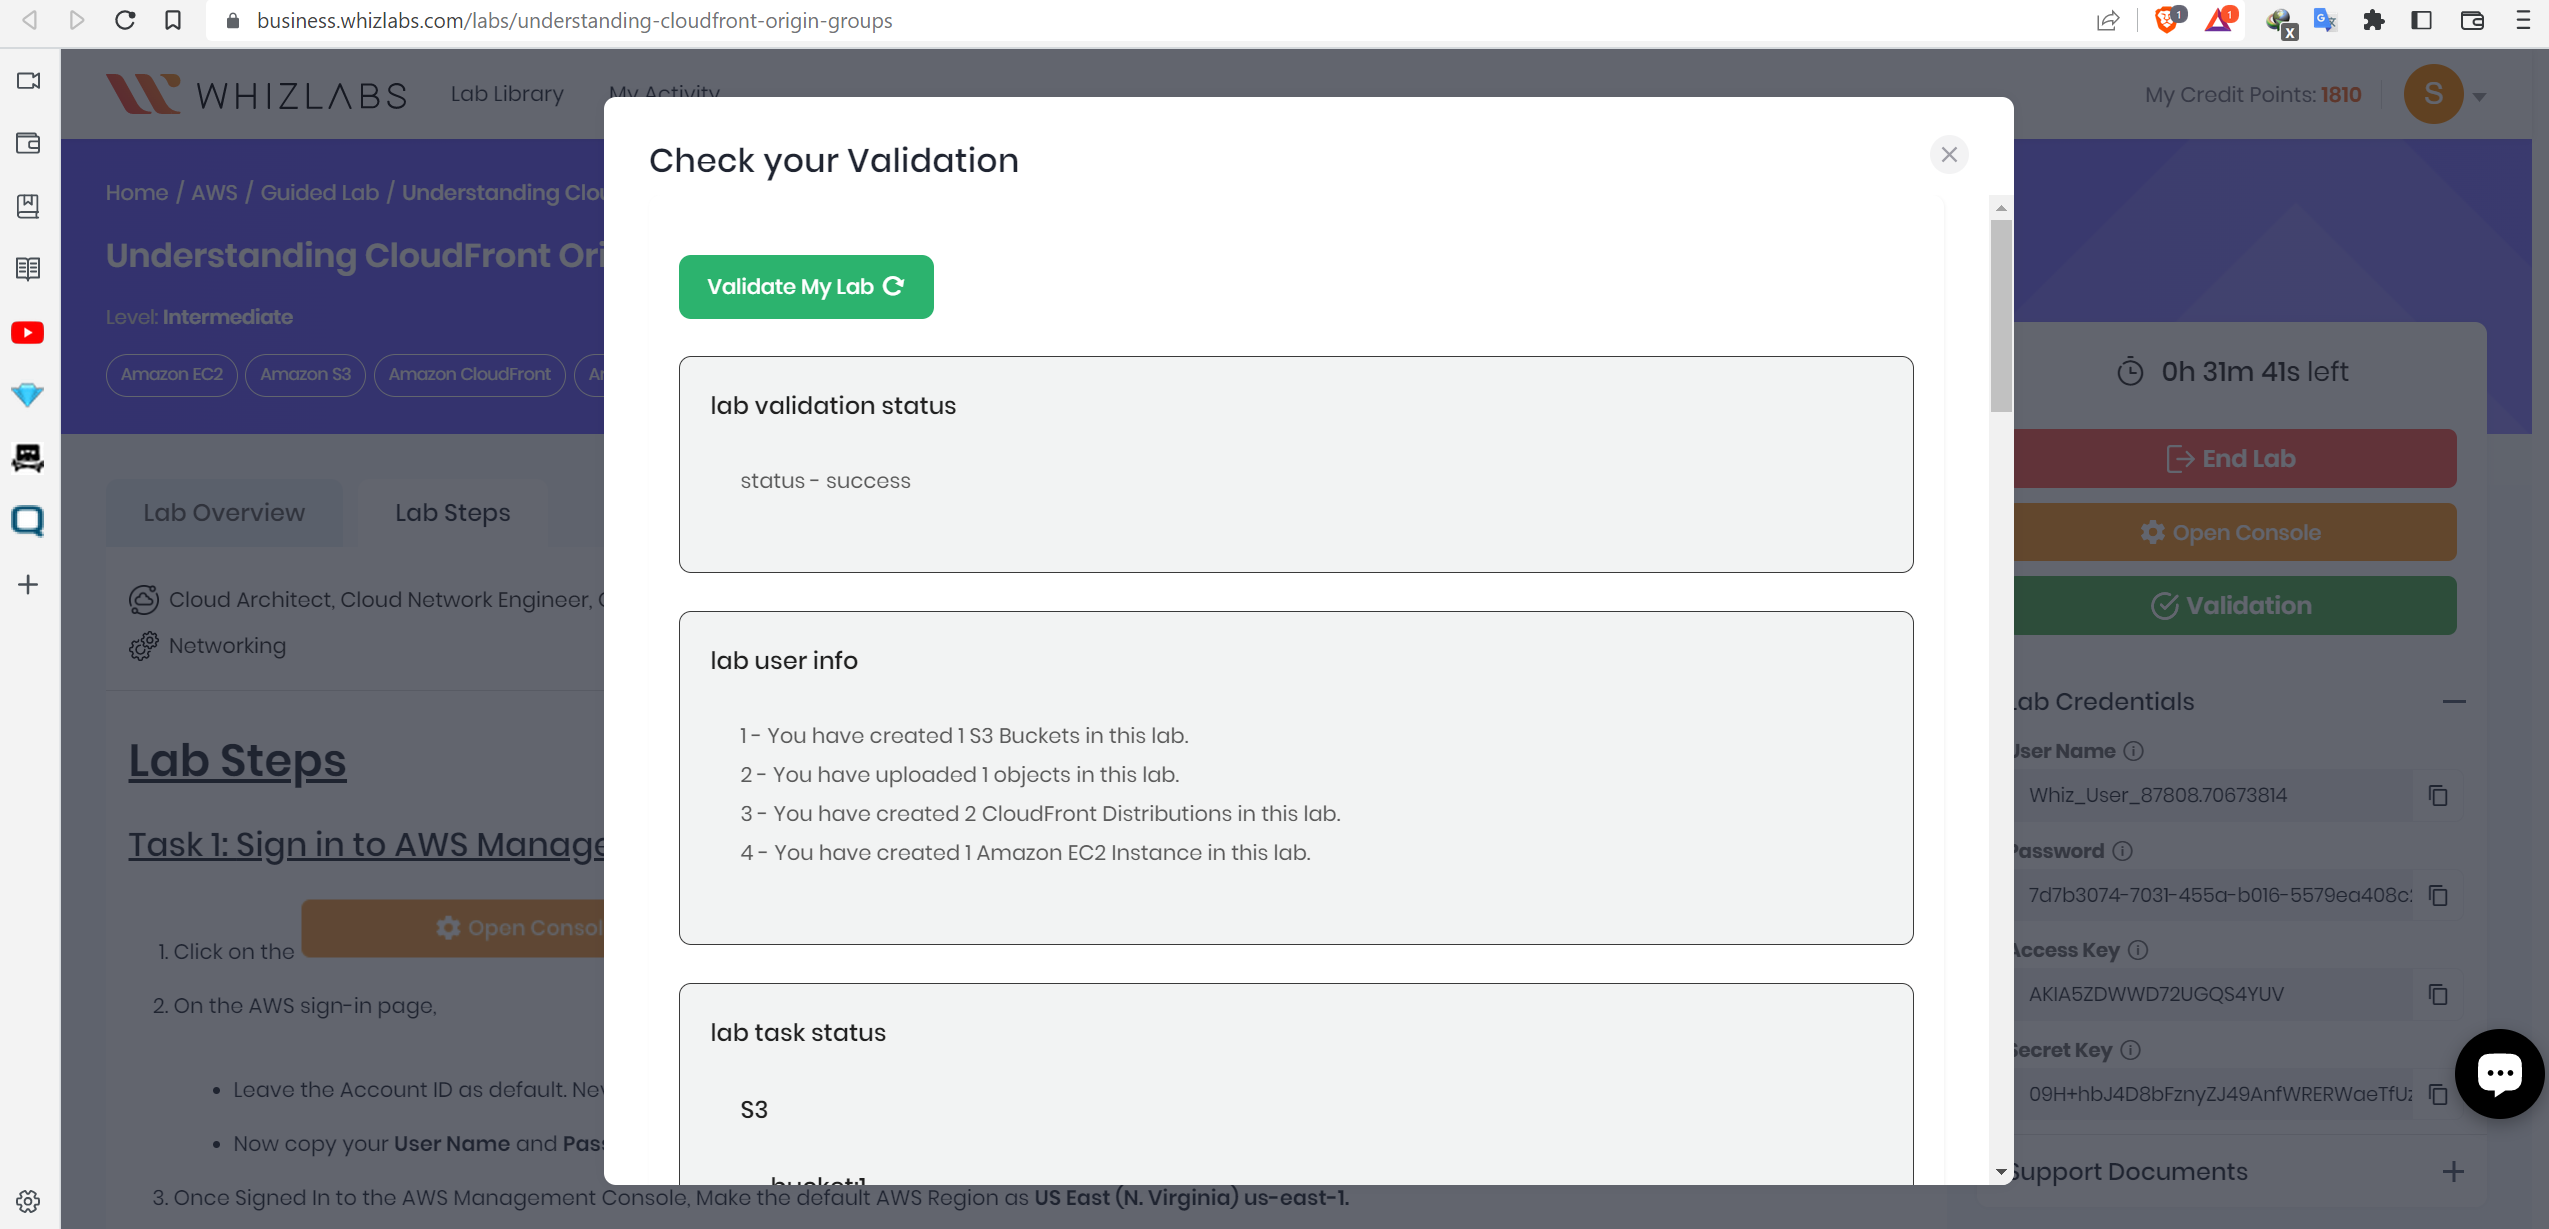 business.whizlabs.com/labs/understanding-cloudfront-origin-groups
1
1
X
WHIZLABS
Lab Library
My Activity
My Credit Points: 1810
S
Home / AWS / Guided Lab / Understanding Clou
Understanding CloudFront Ori
Level: Intermediate
Amazon EC2
Amazon S3
Amazon CloudFront
Lab Overview
Lab Steps
Cloud Architect, Cloud Network Engineer,
Networking
Lab Steps
Task 1: Sign in to AWS Manage
1. Click on the
Open Consol
2. On the AWS sign-in page,
• Leave the Account ID as default. Nev
• Now copy your User Name and Pass
3. Once Signed In to the AWS Management Console, Make the default AWS Region as US East (N. Virginia) us-east-1.
Check your Validation
Validate My Lab
lab validation status
status - success
lab user info
1 - You have created 1 S3 Buckets in this lab.
2 - You have uploaded 1 objects in this lab.
3 - You have created 2 CloudFront Distributions in this lab.
4 - You have created 1 Amazon EC2 Instance in this lab.
lab task status
S3
bucket:1
0h 31m 41s left
End Lab
Open Console
Validation
Lab Credentials
User Name
Whiz_User_87808.70673814
Password
7d7b3074-7031-455a-b016-5579ea408c
Access Key
AKIA5ZDWWD72UGQS4YUV
Secret Key
09H+hbJ4D8bFznyZJ49AnfWRERWaeTfUz
Support Documents